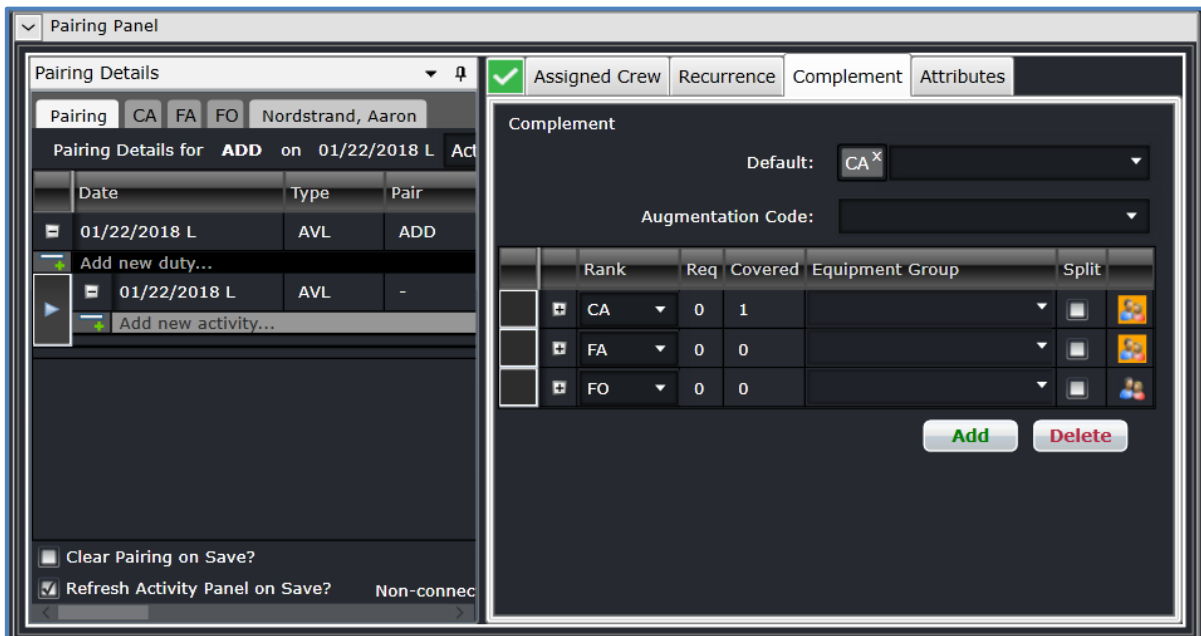 Pairing Panel
Pairing Details
Pairing CA FA FO Nordstrand, Aaron
Pairing Details for ADD on 01/22/2018 L Act
Date Type Pair
01/22/2018 L AVL ADD
Add new duty...
01/22/2018 L AVL -
Add new activity...
Clear Pairing on Save?
Refresh Activity Panel on Save? Non-connec
Assigned Crew Recurrence Complement Attributes
Complement
Default: CA x
Augmentation Code:
Rank Req Covered Equipment Group Split
CA 0 1
FA 0 0
FO 0 0
Add Delete